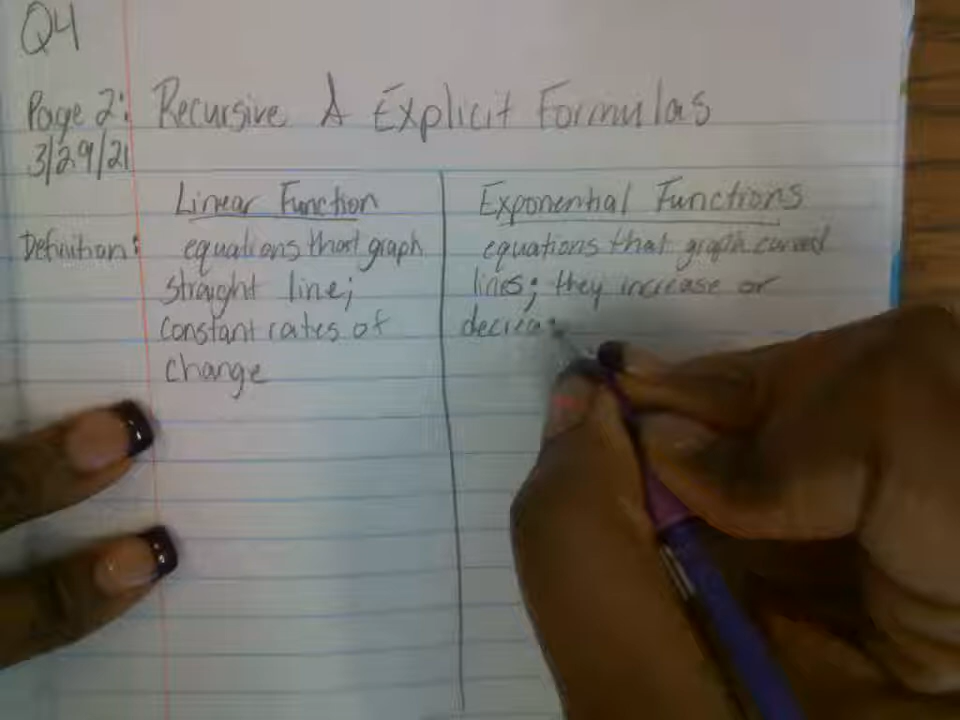 Q4
Page 2: Recursive & Explicit Formulas
3/29/21
Linear Function
Exponential Functions
Definition: equations that graph
straight line;
constant rates of
change
equations that graph curved
lines; they increase or
decrea